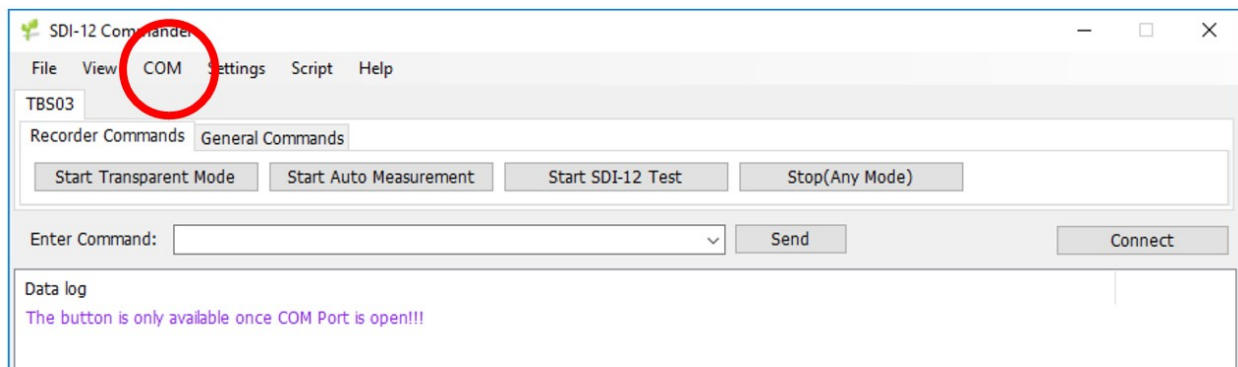 SDI-12 Commander
File View COM Settings Script Help
TBS03
Recorder Commands General Commands
Start Transparent Mode Start Auto Measurement Start SDI-12 Test Stop(Any Mode)
Enter Command: Send Connect
Data log
The button is only available once COM Port is open!!!